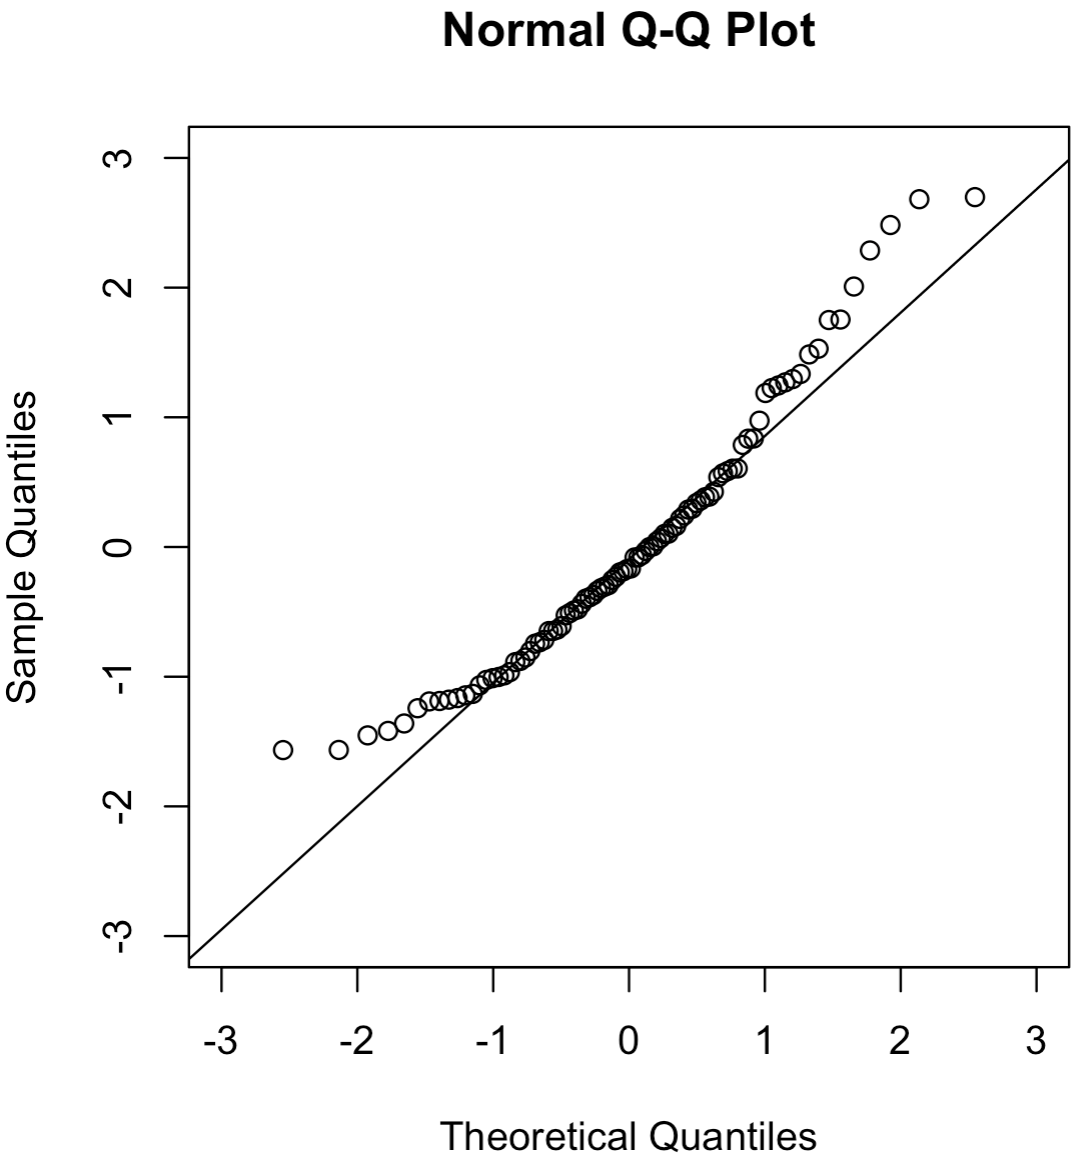 Normal Q-Q Plot
Sample Quantiles
3
2
1
0
-1
-2
-3
-3 -2 -1 0 1 2 3
Theoretical Quantiles